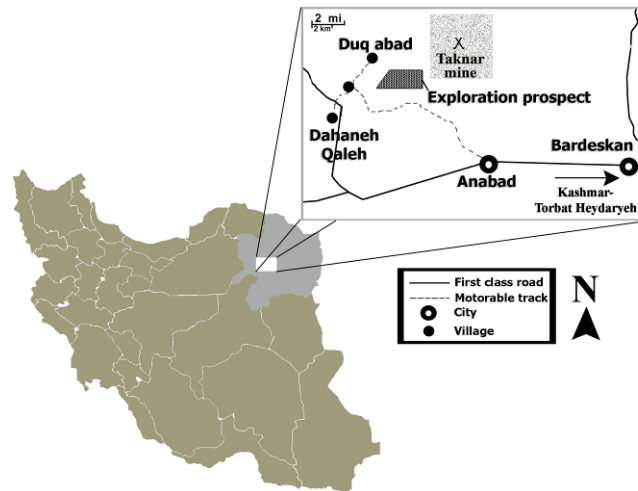 2 mi
2 km
Duq abad
X
Taknar
mine
Exploration prospect
Dahaneh
Qaleh
Bardeskan
Anabad
Kashmar-
Torbat Heydaryeh
First class road
Motorable track
City
Village
N